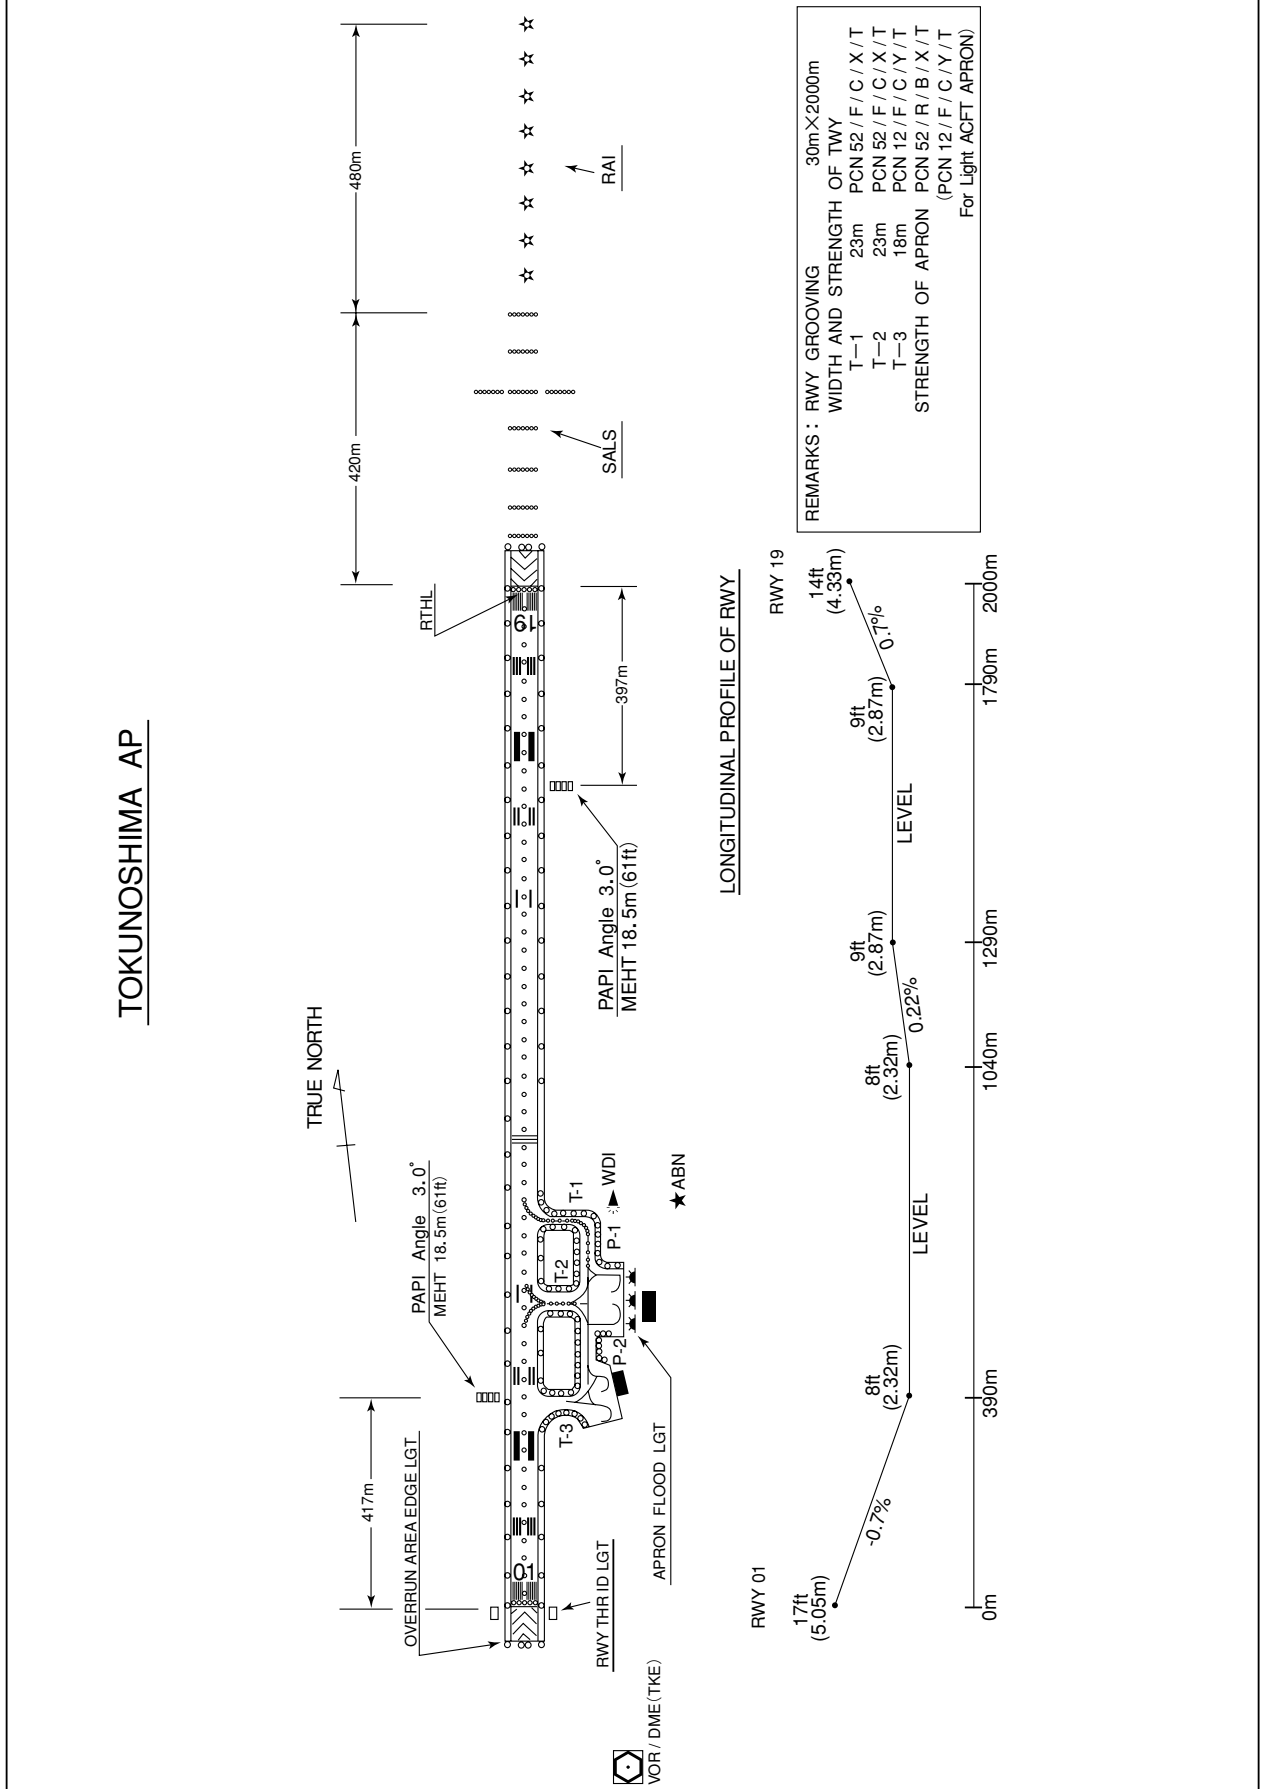 TOKUNOSHIMA AP
TRUE NORTH
417m
420m
480m
OVERRUN AREA EDGE LGT
PAPI Angle 3.0°
MEHT 18.5m (61ft)
RTHL
01
19
SALS
RAI
397m
T-3
T-2
T-1
P-2
P-1
WDI
ABN
RWY THR ID LGT
APRON FLOOD LGT
PAPI Angle 3.0°
MEHT 18.5m (61ft)
VOR / DME (TKE)
LONGITUDINAL PROFILE OF RWY
RWY 01
RWY 19
17ft
(5.05m)
8ft
(2.32m)
8ft
(2.32m)
9ft
(2.87m)
9ft
(2.87m)
14ft
(4.33m)
-0.7%
LEVEL
0.22%
LEVEL
0.7%
0m
390m
1040m
1290m
1790m
2000m
REMARKS : RWY GROOVING 30m×2000m
WIDTH AND STRENGTH OF TWY
T—1 23m PCN 52 / F / C / X / T
T—2 23m PCN 52 / F / C / X / T
T—3 18m PCN 12 / F / C / Y / T
STRENGTH OF APRON PCN 52 / R / B / X / T
(PCN 12 / F / C / Y / T
For Light ACFT APRON)